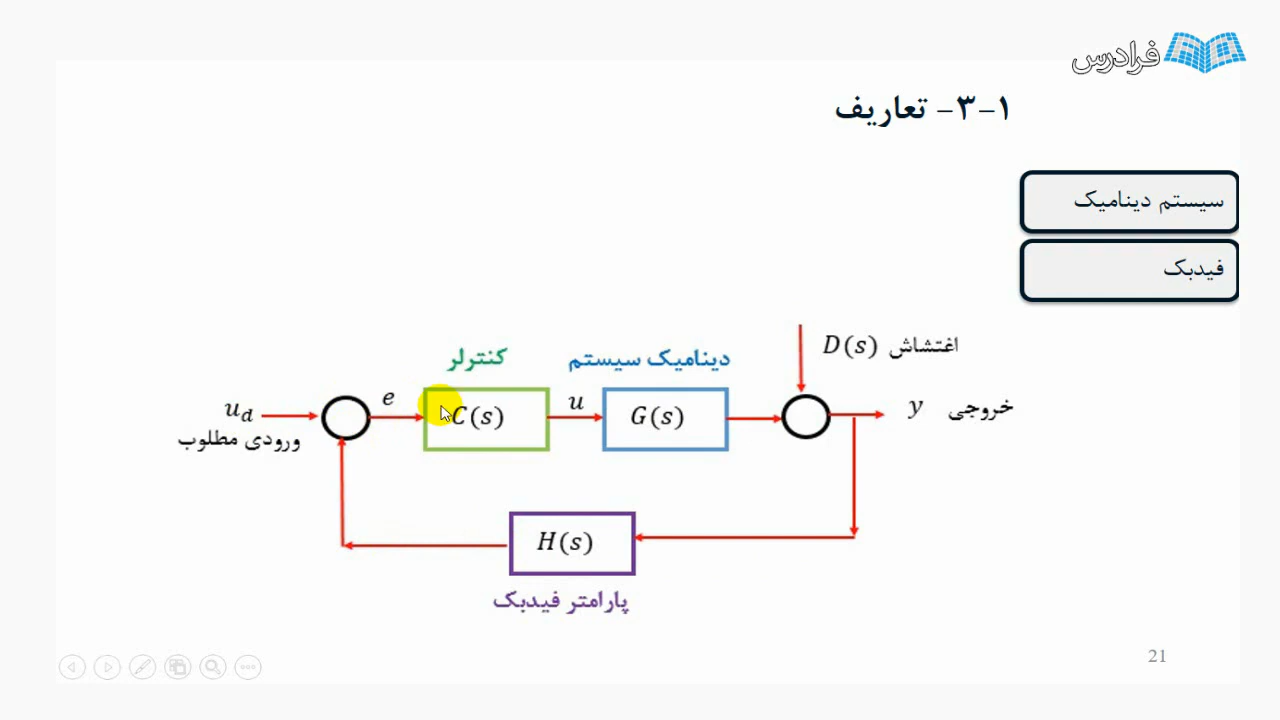 فرادرس
۱-۳- تعاریف
سیستم دینامیک
فیدبک
اغتشاش D(s)
کنترلر
دینامیک سیستم
u_d
ورودی مطلوب
e
C(s)
u
G(s)
y خروجی
H(s)
پارامتر فیدبک
21